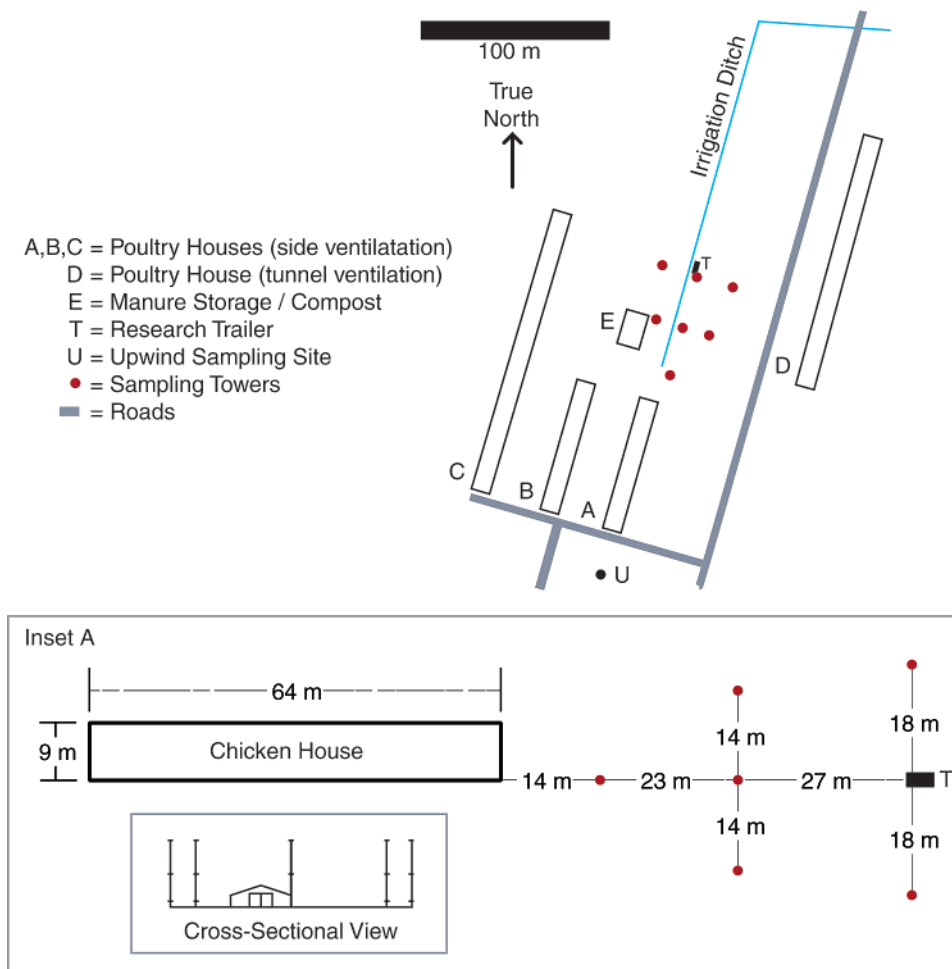 100 m
True
North
Irrigation Ditch
A,B,C = Poultry Houses (side ventilatation)
D = Poultry House (tunnel ventilation)
E = Manure Storage / Compost
T = Research Trailer
U = Upwind Sampling Site
= Sampling Towers
= Roads
T
E
D
C
B
A
U
Inset A
64 m
9 m
Chicken House
14 m
23 m
14 m
14 m
27 m
18 m
T
18 m
Cross-Sectional View